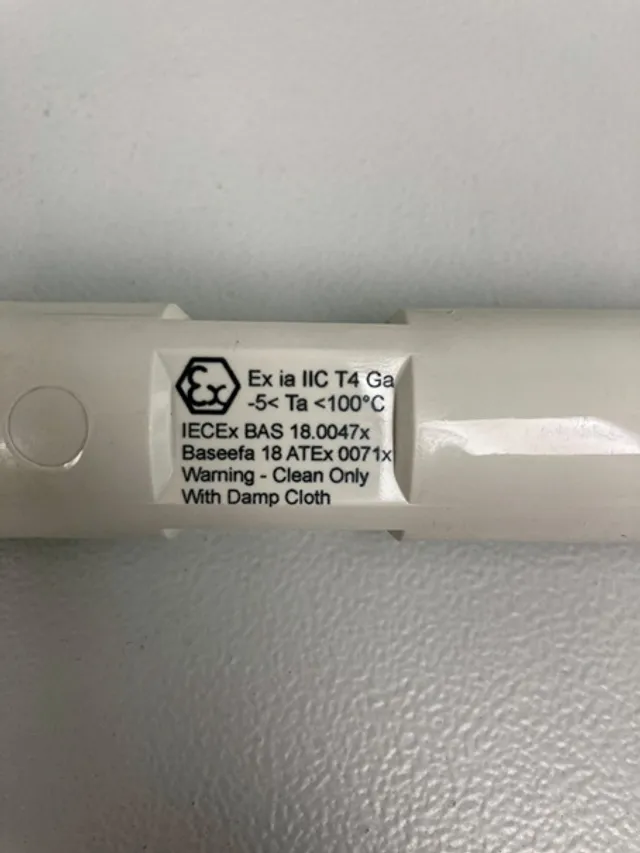 Ex Ex ia IIC T4 Ga
-5< Ta <100°C
IECEx BAS 18.0047x
Baseefa 18 ATEx 0071x
Warning - Clean Only
With Damp Cloth